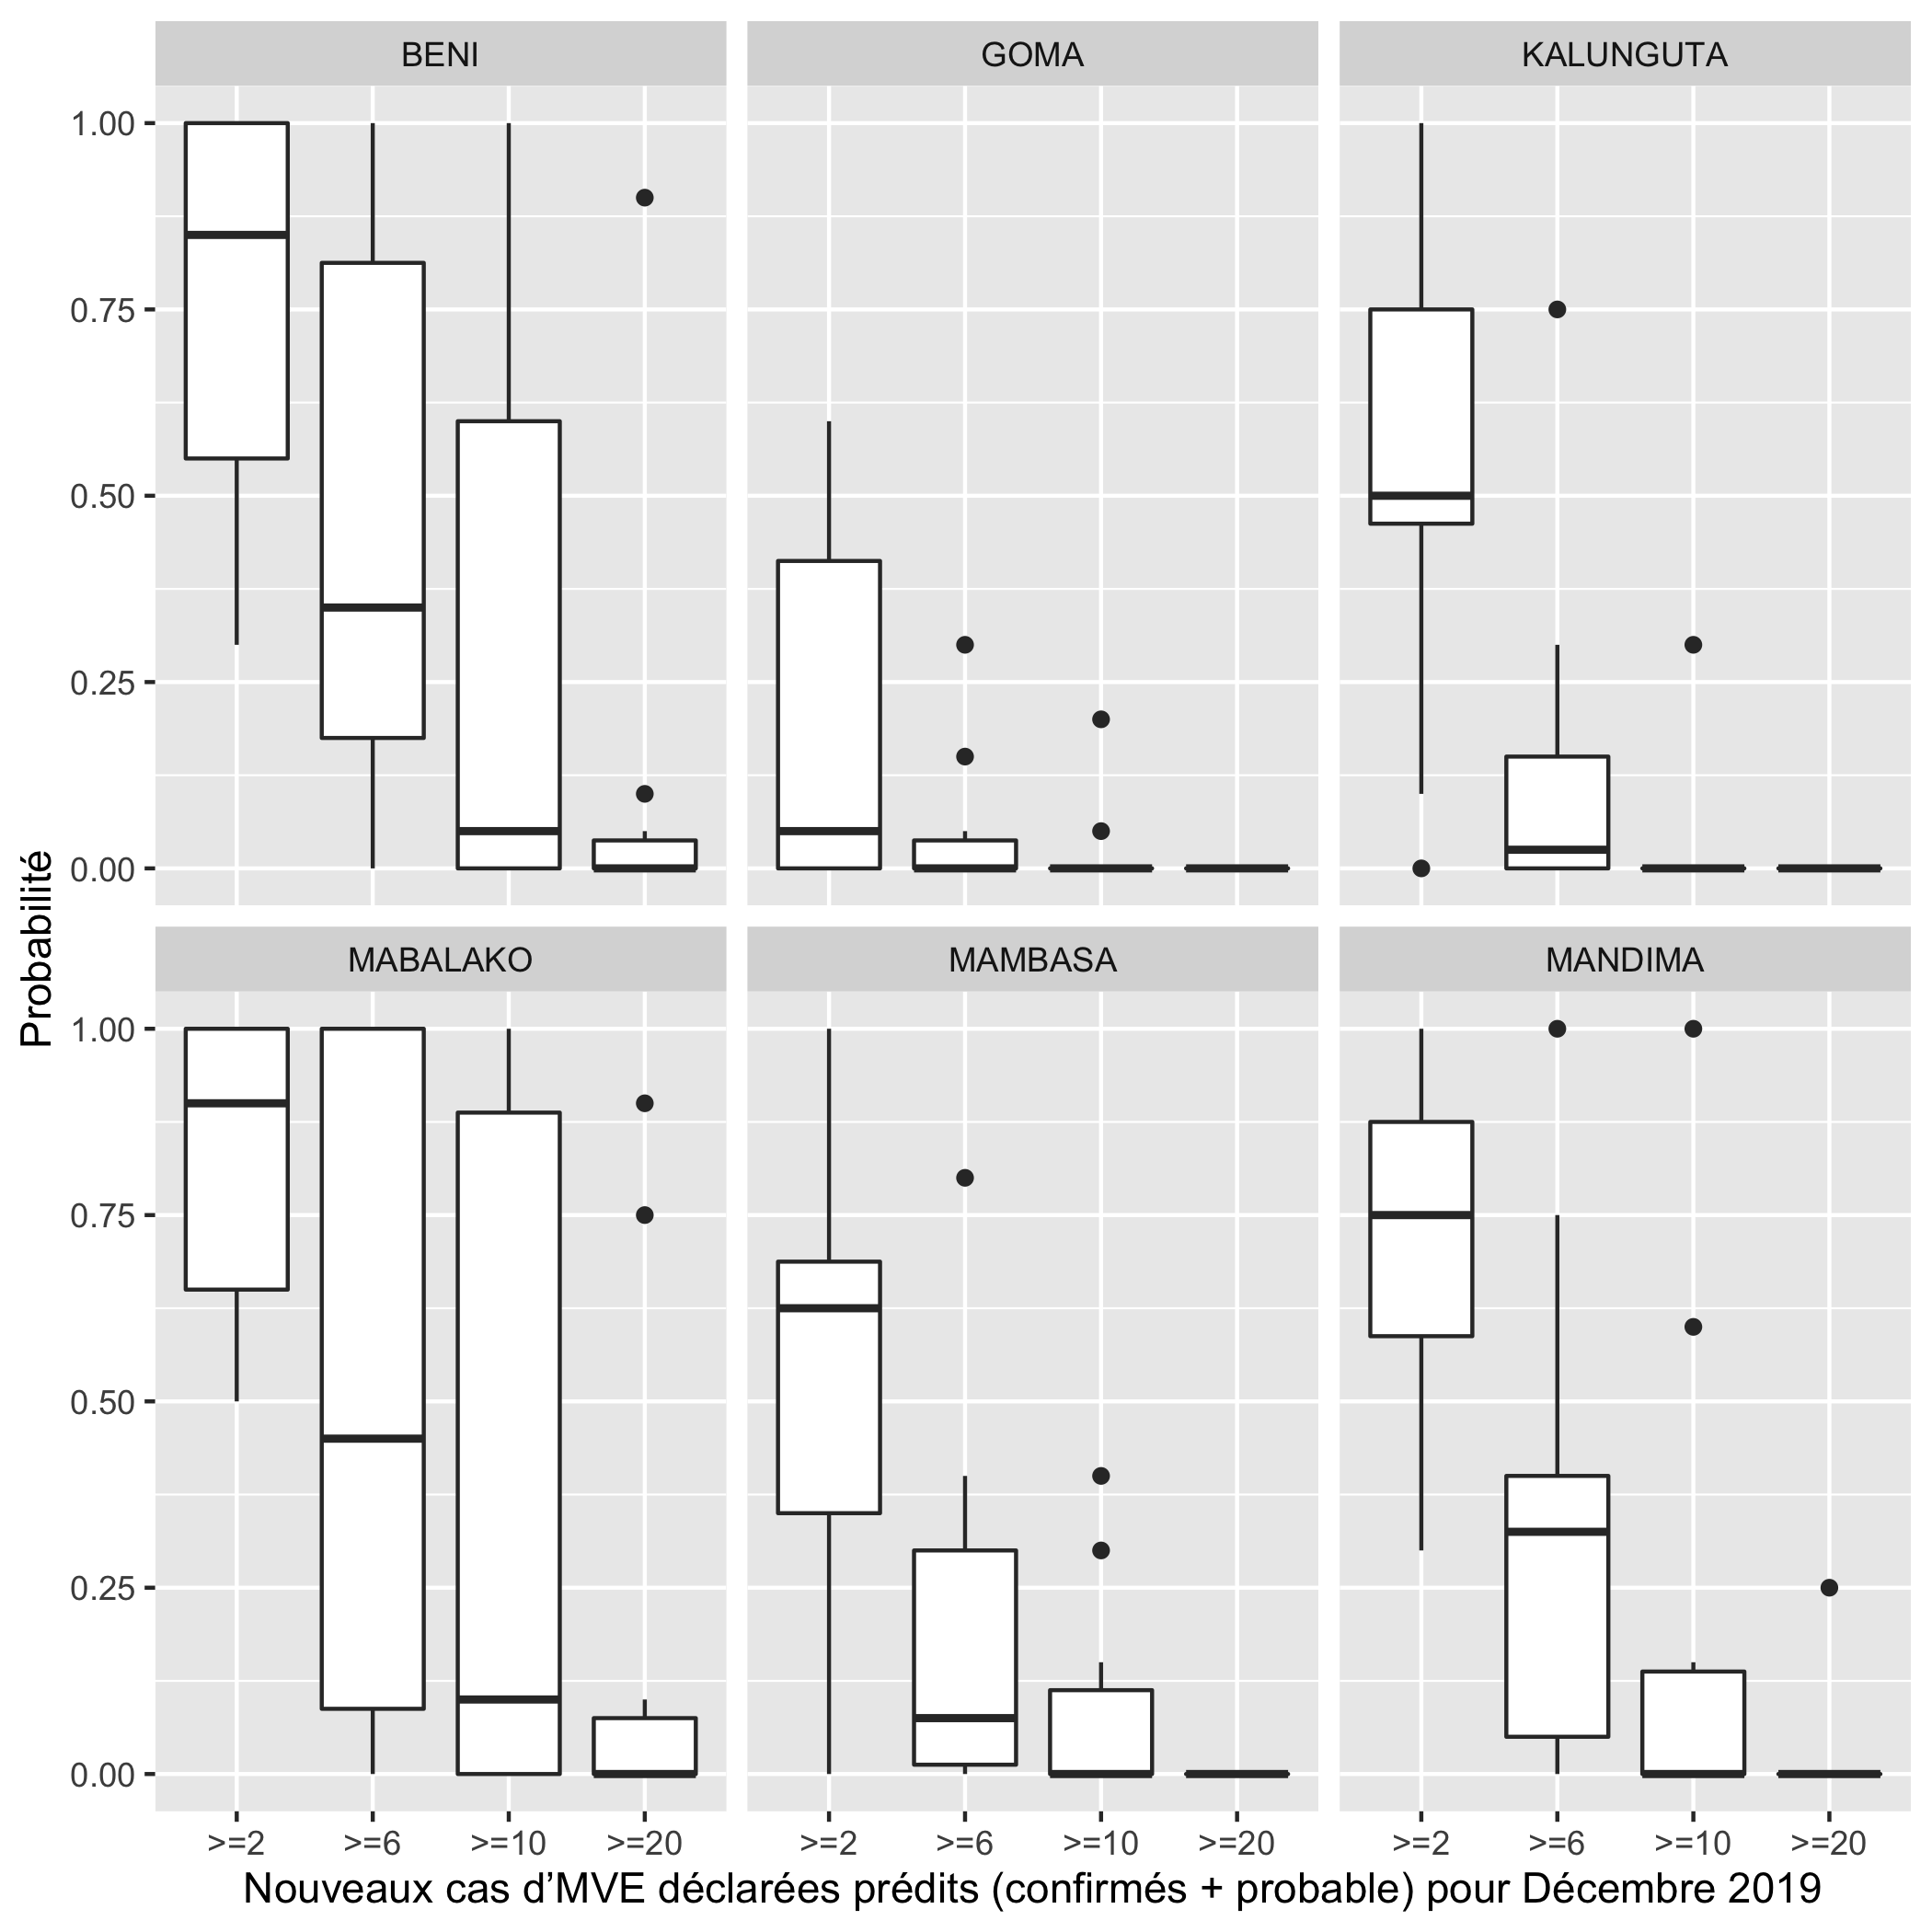 BENI GOMA KALUNGUTA
1.00
0.75
0.50
0.25
0.00
Probabilité
MABALAKO MAMBASA MANDIMA
1.00
0.75
0.50
0.25
0.00
>=2 >=6 >=10 >=20 >=2 >=6 >=10 >=20 >=2 >=6 >=10 >=20
Nouveaux cas d’MVE déclarées prédits (confirmés + probable) pour Décembre 2019